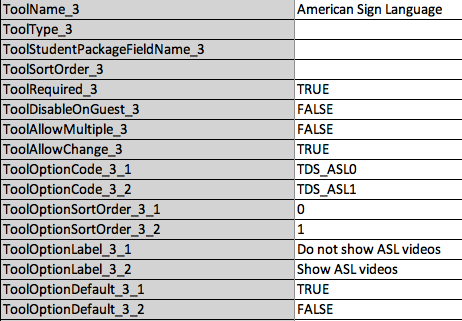 ToolName_3 American Sign Language
ToolType_3
ToolStudentPackageFieldName_3
ToolSortOrder_3
ToolRequired_3 TRUE
ToolDisableOnGuest_3 FALSE
ToolAllowMultiple_3 FALSE
ToolAllowChange_3 TRUE
ToolOptionCode_3_1 TDS_ASL0
ToolOptionCode_3_2 TDS_ASL1
ToolOptionSortOrder_3_1 0
ToolOptionSortOrder_3_2 1
ToolOptionLabel_3_1 Do not show ASL videos
ToolOptionLabel_3_2 Show ASL videos
ToolOptionDefault_3_1 TRUE
ToolOptionDefault_3_2 FALSE